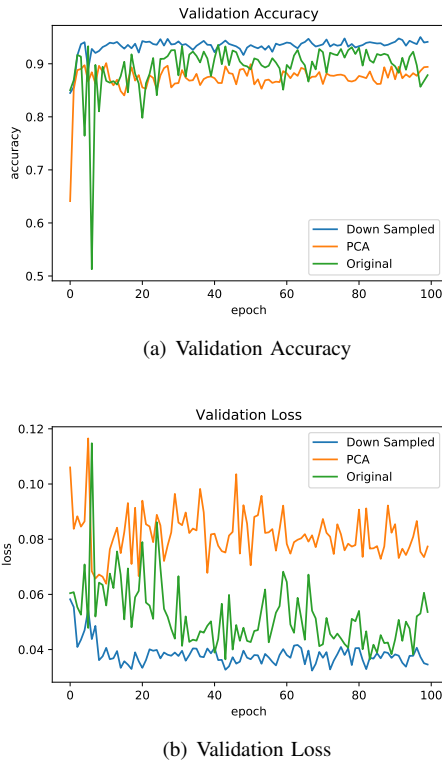 Validation Accuracy
0.9
0.8
0.7
0.6
0.5
accuracy
Down Sampled
PCA
Original
0 20 40 60 80 100
epoch
(a) Validation Accuracy
Validation Loss
0.12
0.10
0.08
0.06
0.04
loss
Down Sampled
PCA
Original
0 20 40 60 80 100
epoch
(b) Validation Loss